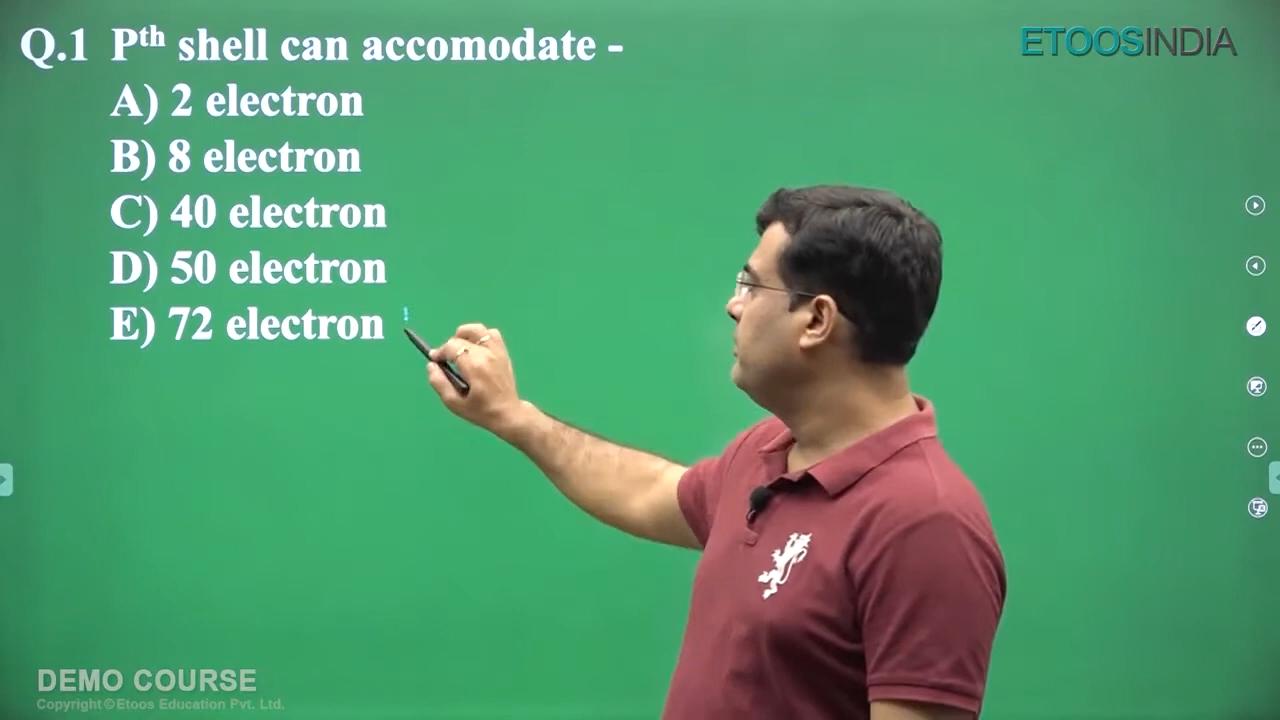 Q.1 Pth shell can accomodate -
ETOOSINDIA
A) 2 electron
B) 8 electron
C) 40 electron
D) 50 electron
E) 72 electron
DEMO COURSE
Copyright © Etoos Education Pvt. Ltd.